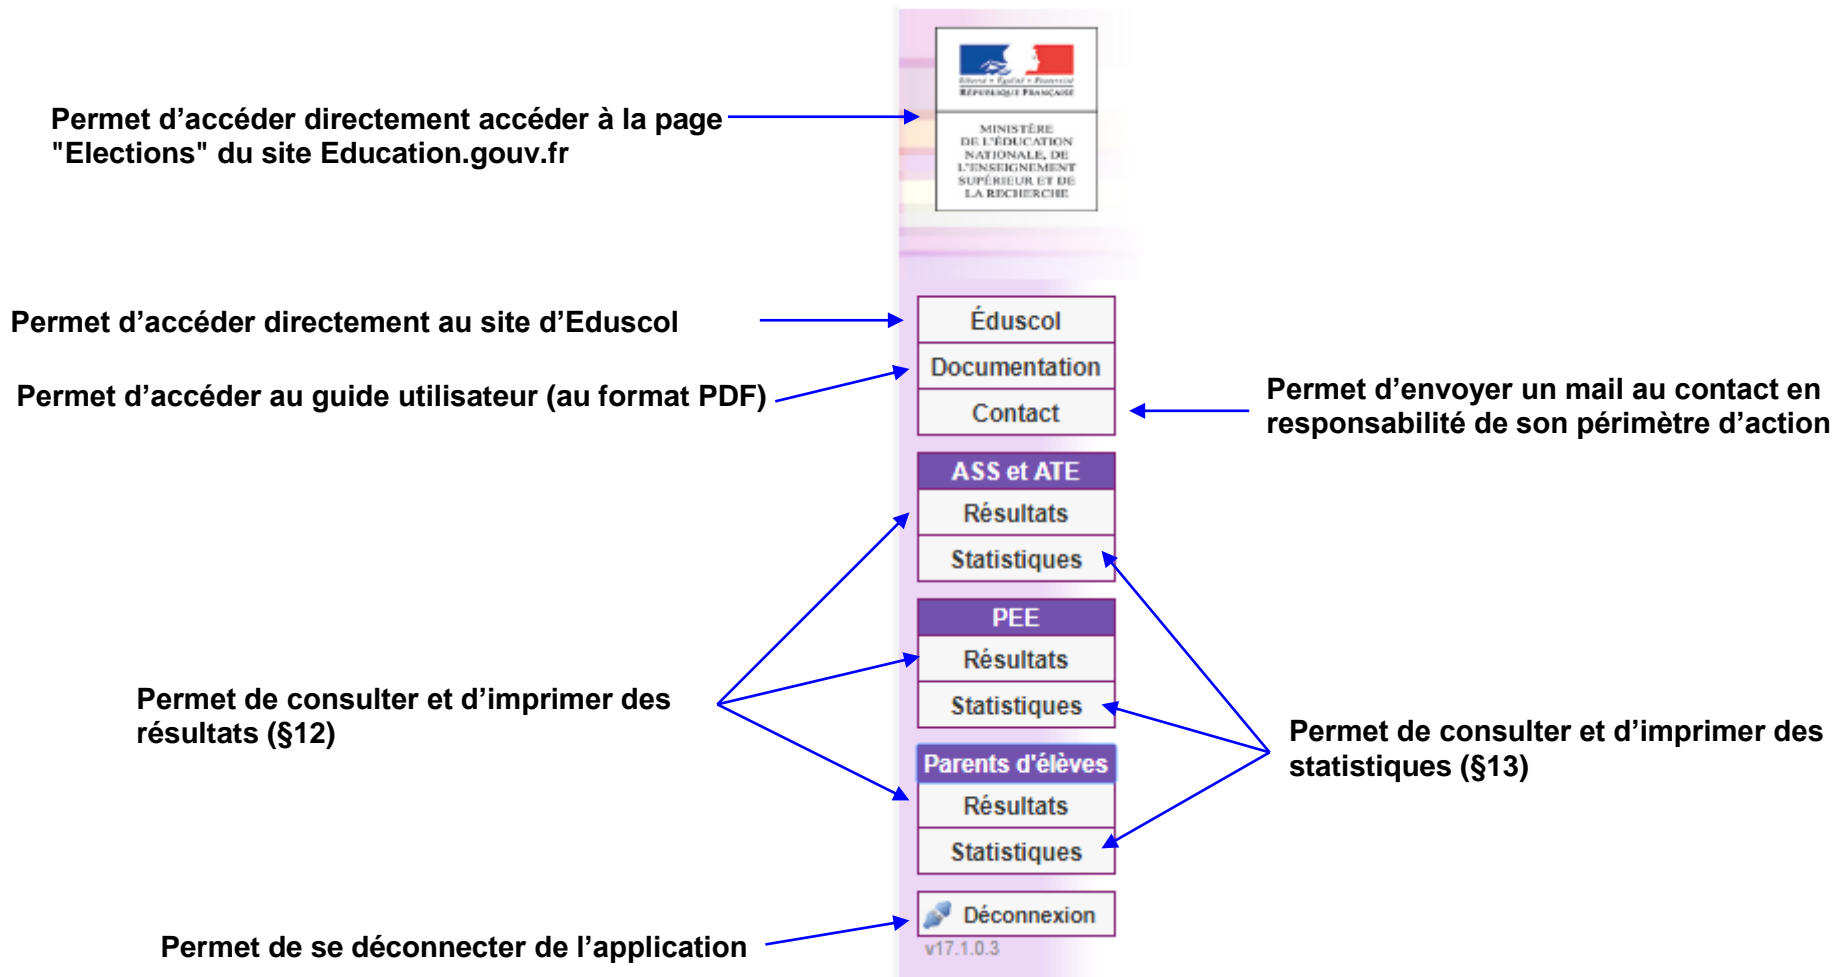 Liberté • Égalité • Fraternité
RÉPUBLIQUE FRANÇAISE
MINISTÈRE
DE L'ÉDUCATION
NATIONALE, DE
L'ENSEIGNEMENT
SUPÉRIEUR ET DE
LA RECHERCHE
Permet d’accéder directement accéder à la page
"Elections" du site Education.gouv.fr
Permet d’accéder directement au site d’Eduscol
Éduscol
Permet d’accéder au guide utilisateur (au format PDF)
Documentation
Contact
Permet d’envoyer un mail au contact en
responsabilité de son périmètre d’action
ASS et ATE
Résultats
Statistiques
PEE
Résultats
Statistiques
Permet de consulter et d’imprimer des
résultats (§12)
Permet de consulter et d’imprimer des
statistiques (§13)
Parents d'élèves
Résultats
Statistiques
Déconnexion
Permet de se déconnecter de l’application
v17.1.0.3